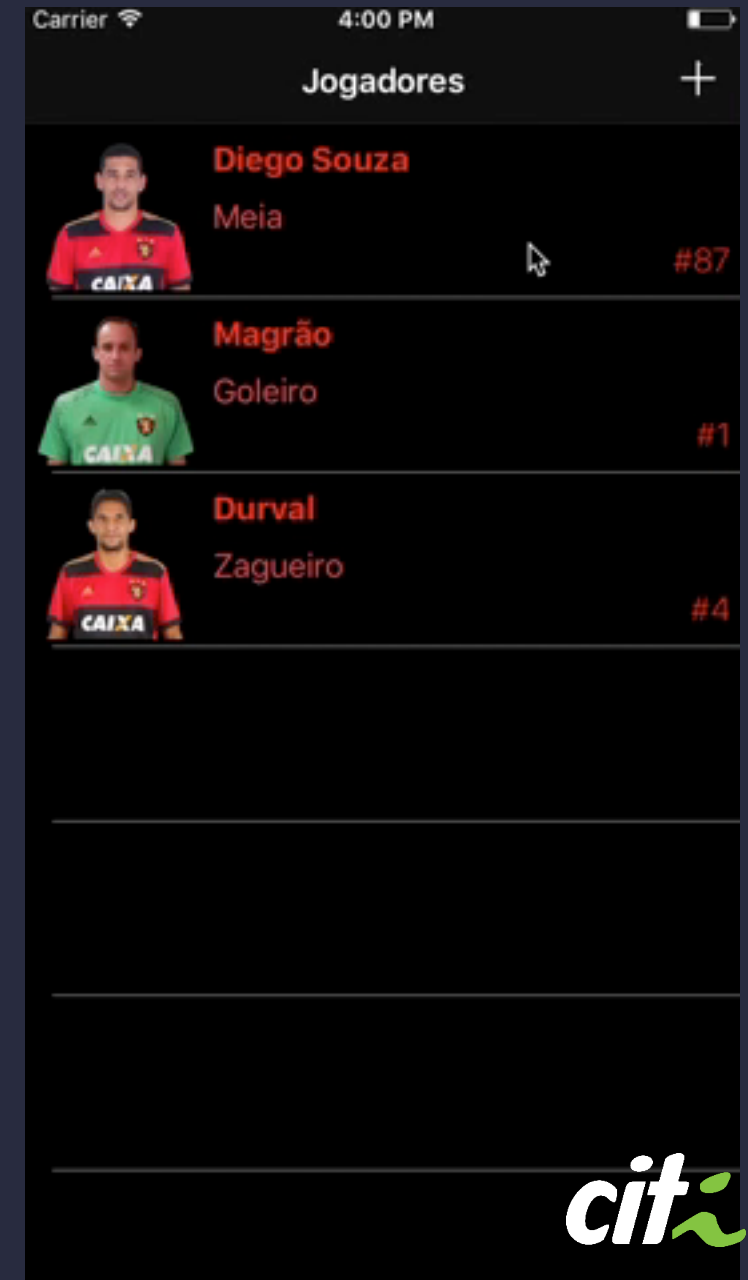 Carrier 4:00 PM
Jogadores +
Diego Souza
Meia
#87
CAIXA
Magrão
Goleiro
#1
CAIXA
Durval
Zagueiro
#4
CAIXA
citi